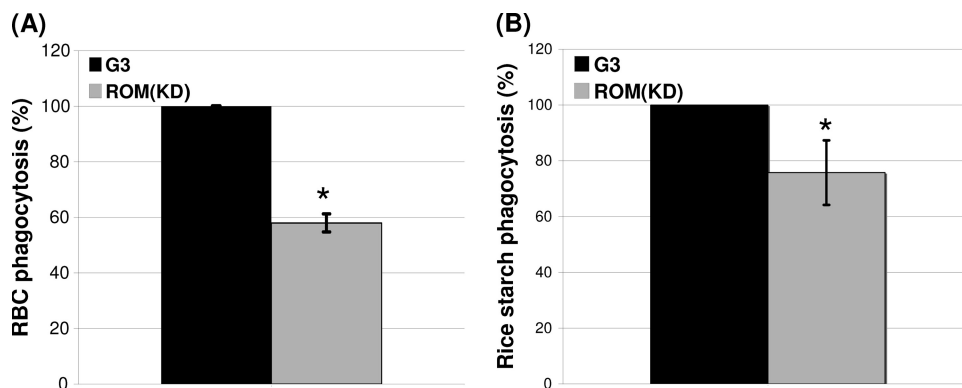 (A)
RBC phagocytosis (%)
120
100
80
60
40
20
0
G3
ROM(KD)
*
(B)
Rice starch phagocytosis (%)
120
100
80
60
40
20
0
G3
ROM(KD)
*